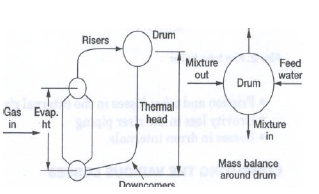 Risers
Drum
Gas
in
Evap.
ht
Thermal
head
Downcomers
Mixture
out
Drum
Feed
water
Mixture
in
Mass balance
around drum